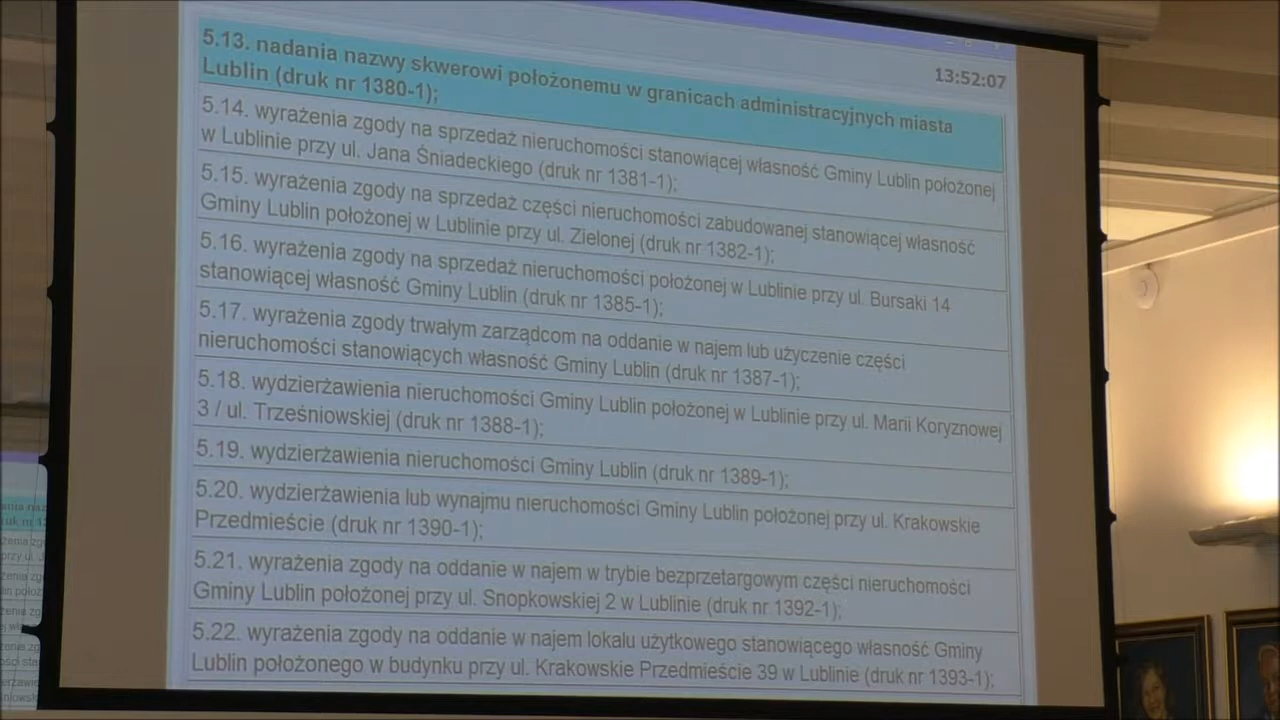 13:52:07
5.13. nadania nazwy skwerowi położonemu w granicach administracyjnych miasta
Lublin (druk nr 1380-1);
5.14. wyrażenia zgody na sprzedaż nieruchomości stanowiącej własność Gminy Lublin położonej
w Lublinie przy ul. Jana Śniadeckiego (druk nr 1381-1);
5.15. wyrażenia zgody na sprzedaż części nieruchomości zabudowanej stanowiącej własność
Gminy Lublin położonej w Lublinie przy ul. Zielonej (druk nr 1382-1);
5.16. wyrażenia zgody na sprzedaż nieruchomości położonej w Lublinie przy ul. Bursaki 14
stanowiącej własność Gminy Lublin (druk nr 1385-1);
5.17. wyrażenia zgody trwałym zarządcom na oddanie w najem lub użyczenie części
nieruchomości stanowiących własność Gminy Lublin (druk nr 1387-1);
5.18. wydzierżawienia nieruchomości Gminy Lublin położonej w Lublinie przy ul. Marii Koryznowej
3 / ul. Trześniowskiej (druk nr 1388-1);
5.19. wydzierżawienia nieruchomości Gminy Lublin (druk nr 1389-1);
5.20. wydzierżawienia lub wynajmu nieruchomości Gminy Lublin położonej przy ul. Krakowskie
Przedmieście (druk nr 1390-1);
5.21. wyrażenia zgody na oddanie w najem w trybie bezprzetargowym części nieruchomości
Gminy Lublin położonej przy ul. Snopkowskiej 2 w Lublinie (druk nr 1392-1);
5.22. wyrażenia zgody na oddanie w najem lokalu użytkowego stanowiącego własność Gminy
Lublin położonego w budynku przy ul. Krakowskie Przedmieście 39 w Lublinie (druk nr 1393-1);